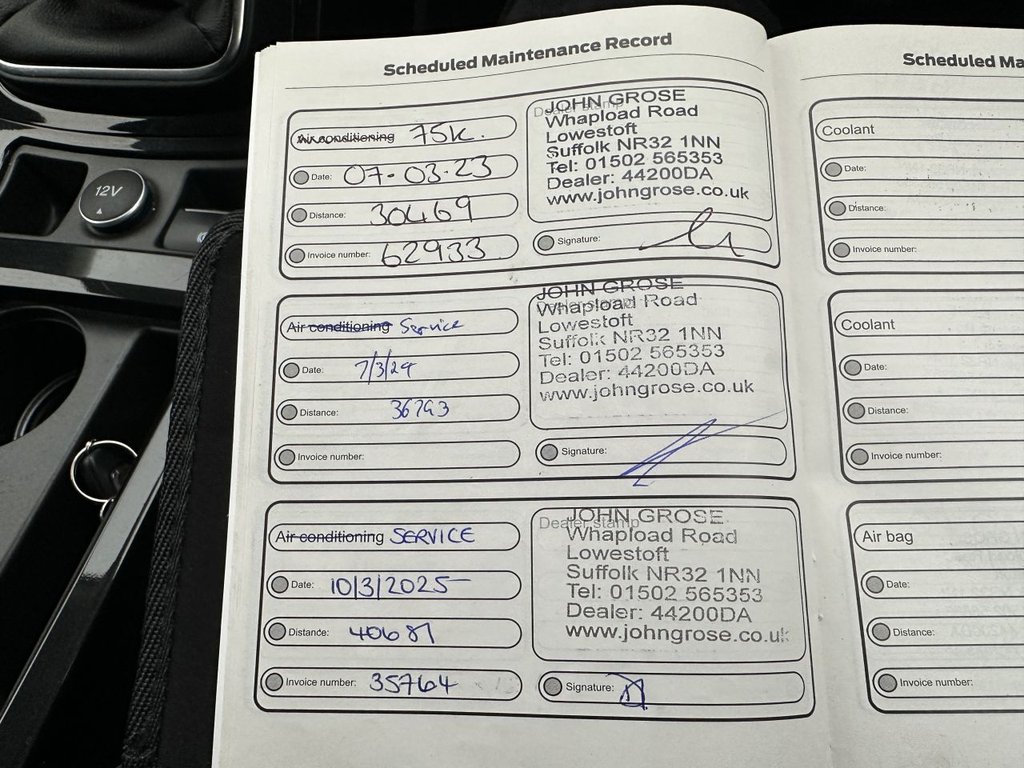 12V
Scheduled Maintenance Record
Air conditioning 75K.
Date: 07-03-23
Distance: 30469
Invoice number: 62933
Dealer stamp
JOHN GROSE
Whapload Road
Lowestoft
Suffolk NR32 1NN
Tel: 01502 565353
Dealer: 44200DA
www.johngrose.co.uk
Signature:
Air conditioning Service
Date: 7/3/24
Distance: 36793
Invoice number:
JOHN GROSE
Whapload Road
Lowestoft
Suffolk NR32 1NN
Tel: 01502 565353
Dealer: 44200DA
www.johngrose.co.uk
Signature:
Air conditioning SERVICE
Date: 10/3/2025
Distance: 40681
Invoice number: 35764
Dealer stamp
JOHN GROSE
Whapload Road
Lowestoft
Suffolk NR32 1NN
Tel: 01502 565353
Dealer: 44200DA
www.johngrose.co.uk
Signature:
Scheduled Ma
Coolant
Date:
Distance:
Invoice number:
Coolant
Date:
Distance:
Invoice number:
Air bag
Date:
Distance:
Invoice number: